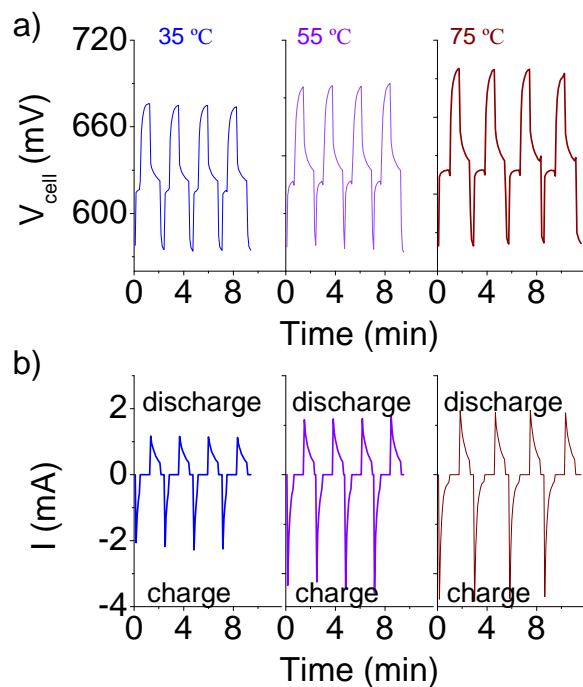 a)
35 ºC
55 ºC
75 ºC
720
660
600
V_cell (mV)
0 4 8 0 4 8 0 4 8
Time (min)
b)
discharge discharge discharge
2
0
-2
-4
I (mA)
charge charge charge
0 4 8 0 4 8 0 4 8
Time (min)